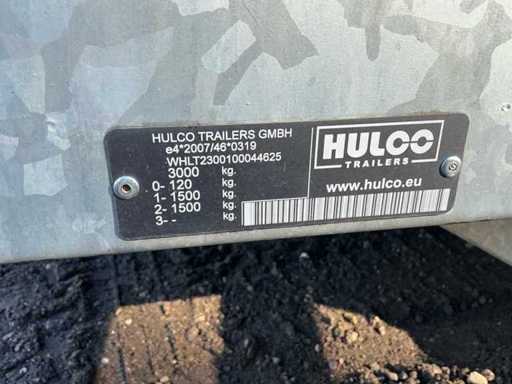 HULCO TRAILERS GMBH
e4*2007/46*0319
WHLT2300100044625
3000 kg.
0- 120 kg.
1- 1500 kg.
2- 1500 kg.
3- - kg.
HULCO
TRAILERS
www.hulco.eu